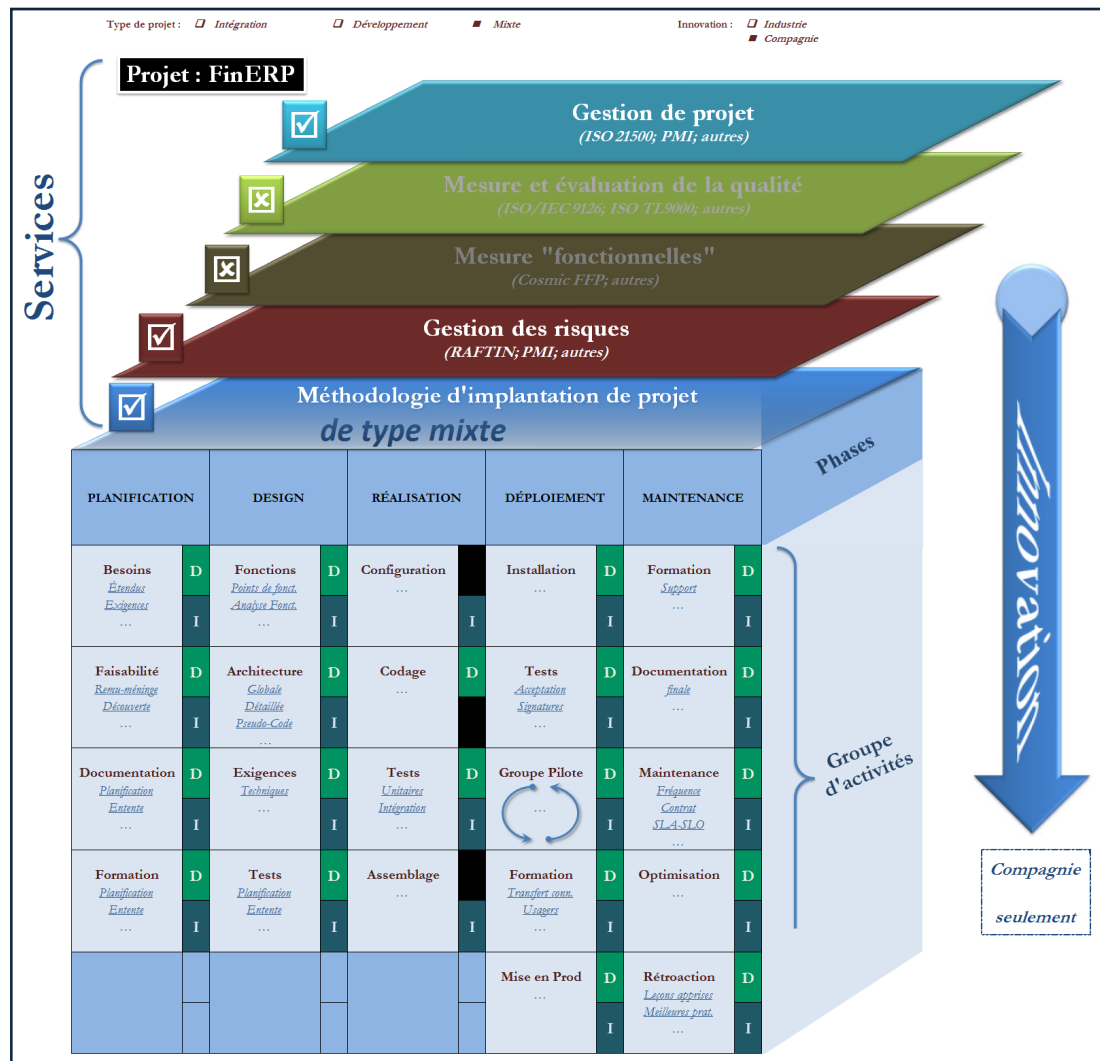 Type de projet : ❑ Intégration ❑ Développement ■ Mixte Innovation : ❑ Industrie
■ Compagnie
Projet : FinERP
Services
Gestion de projet
(ISO 21500; PMI; autres)
Mesure et évaluation de la qualité
(ISO/IEC 9126; ISO TL9000; autres)
Mesure "fonctionnelles"
(Cosmic FFP; autres)
Gestion des risques
(RAFTIN; PMI; autres)
Méthodologie d'implantation de projet
de type mixte
Phases
Innovation
PLANIFICATION DESIGN RÉALISATION DÉPLOIEMENT MAINTENANCE
Besoins D Fonctions D Configuration Installation D Formation D
Étendus Points de fonct. … … Support
Exigences Analyse Fonct. …
… I … I I I I
Faisabilité D Architecture D Codage D Tests D Documentation D
Remu-méninge Globale … Acceptation finale
Découverte Détaillée Signatures …
… I Pseudo-Code I … I I
…
Documentation D Exigences D Tests D Groupe Pilote D Maintenance D
Planification Techniques Unitaires … Fréquence
Entente … Intégration Contrat
… I I … I I SLA-SLO I
…
Formation D Tests D Assemblage Formation D Optimisation D
Planification Planification … Transfert conn. …
Entente Entente Usagers
… I … I I … I I
Mise en Prod D Rétroaction D
… Leçons apprises
Meilleures prat.
I … I
Groupe
d'activités
Compagnie
seulement